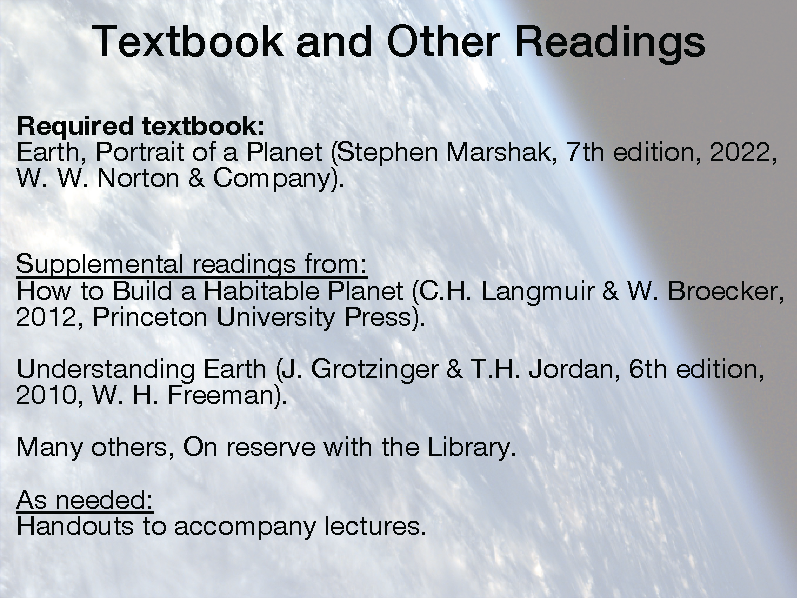 Textbook and Other Readings
Required textbook:
Earth, Portrait of a Planet (Stephen Marshak, 7th edition, 2022,
W. W. Norton & Company).
Supplemental readings from:
How to Build a Habitable Planet (C.H. Langmuir & W. Broecker,
2012, Princeton University Press).
Understanding Earth (J. Grotzinger & T.H. Jordan, 6th edition,
2010, W. H. Freeman).
Many others, On reserve with the Library.
As needed:
Handouts to accompany lectures.